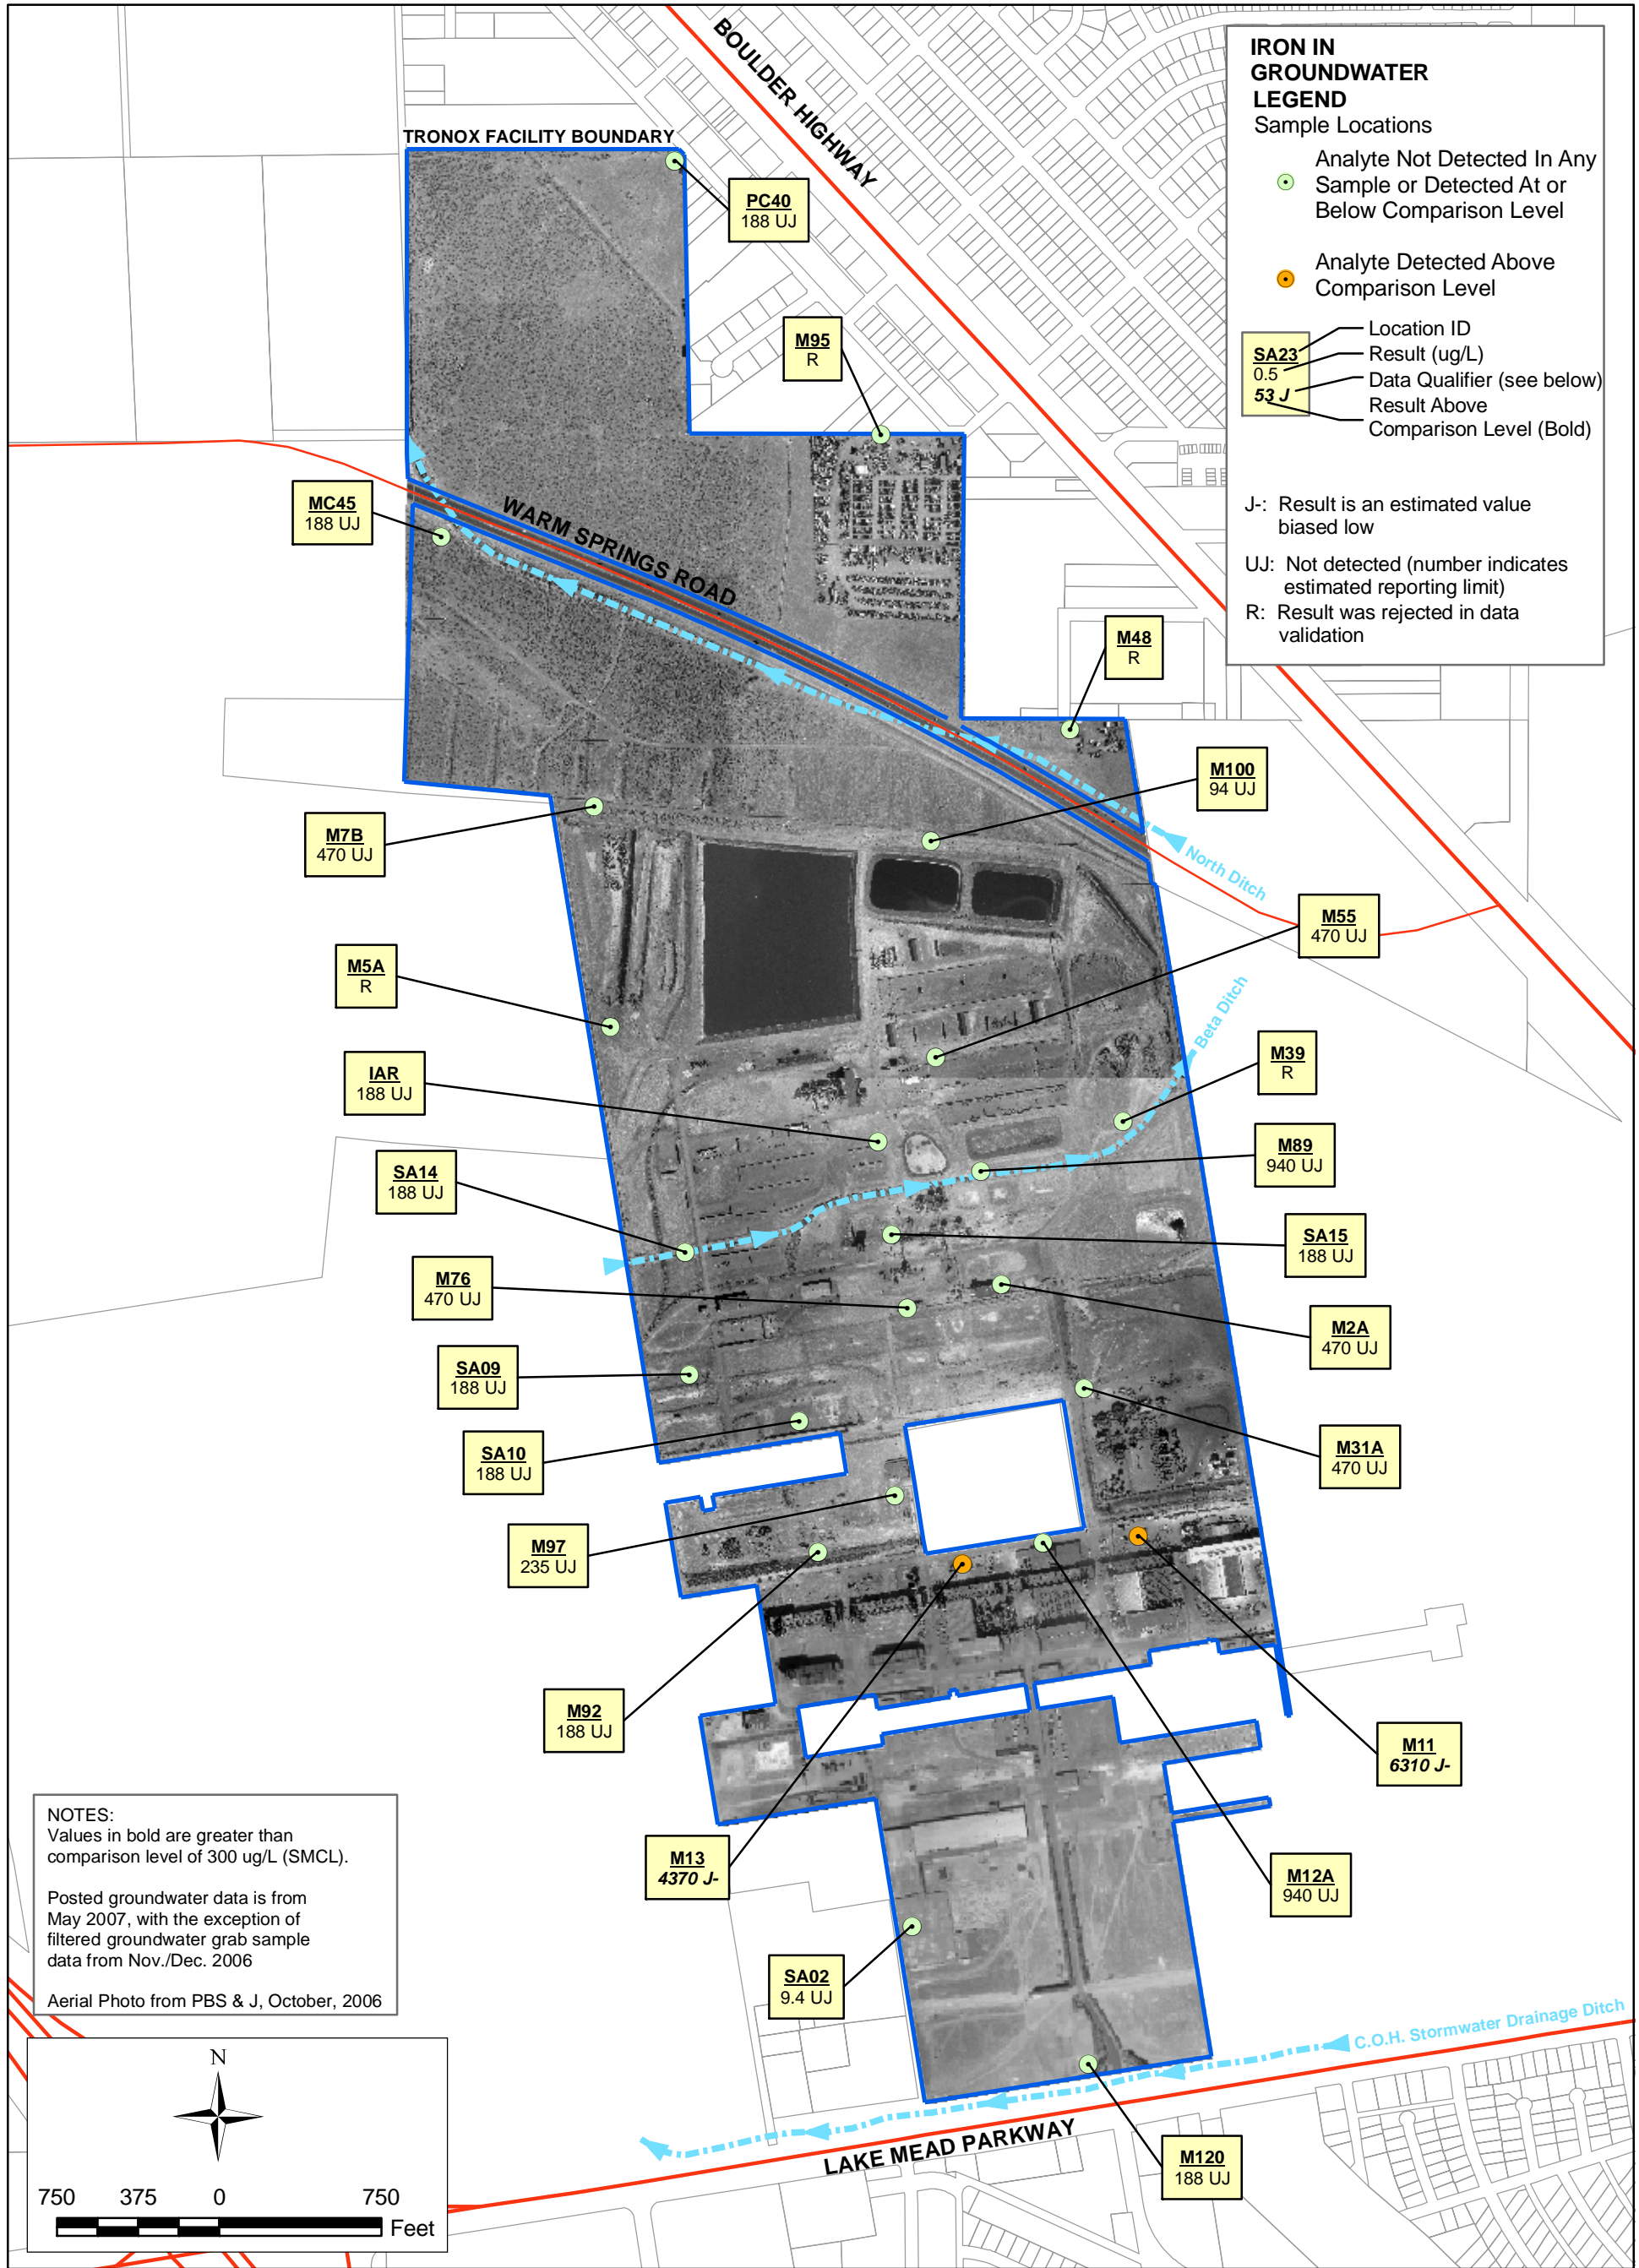 BOULDER HIGHWAY
TRONOX FACILITY BOUNDARY
IRON IN
GROUNDWATER
LEGEND
Sample Locations
Analyte Not Detected In Any
Sample or Detected At or
Below Comparison Level
Analyte Detected Above
Comparison Level
SA23
0.5
53 J
Location ID
Result (ug/L)
Data Qualifier (see below)
Result Above
Comparison Level (Bold)
J-: Result is an estimated value
biased low
UJ: Not detected (number indicates
estimated reporting limit)
R: Result was rejected in data
validation
PC40
188 UJ
M95
R
MC45
188 UJ
WARM SPRINGS ROAD
M48
R
M100
94 UJ
M7B
470 UJ
North Ditch
M55
470 UJ
M5A
R
Beta Ditch
IAR
188 UJ
M39
R
M89
940 UJ
SA14
188 UJ
SA15
188 UJ
M76
470 UJ
M2A
470 UJ
SA09
188 UJ
SA10
188 UJ
M31A
470 UJ
M97
235 UJ
M92
188 UJ
M11
6310 J-
M13
4370 J-
M12A
940 UJ
SA02
9.4 UJ
NOTES:
Values in bold are greater than
comparison level of 300 ug/L (SMCL).
Posted groundwater data is from
May 2007, with the exception of
filtered groundwater grab sample
data from Nov./Dec. 2006
Aerial Photo from PBS & J, October, 2006
C.O.H. Stormwater Drainage Ditch
LAKE MEAD PARKWAY
M120
188 UJ
N
750 375 0 750
Feet